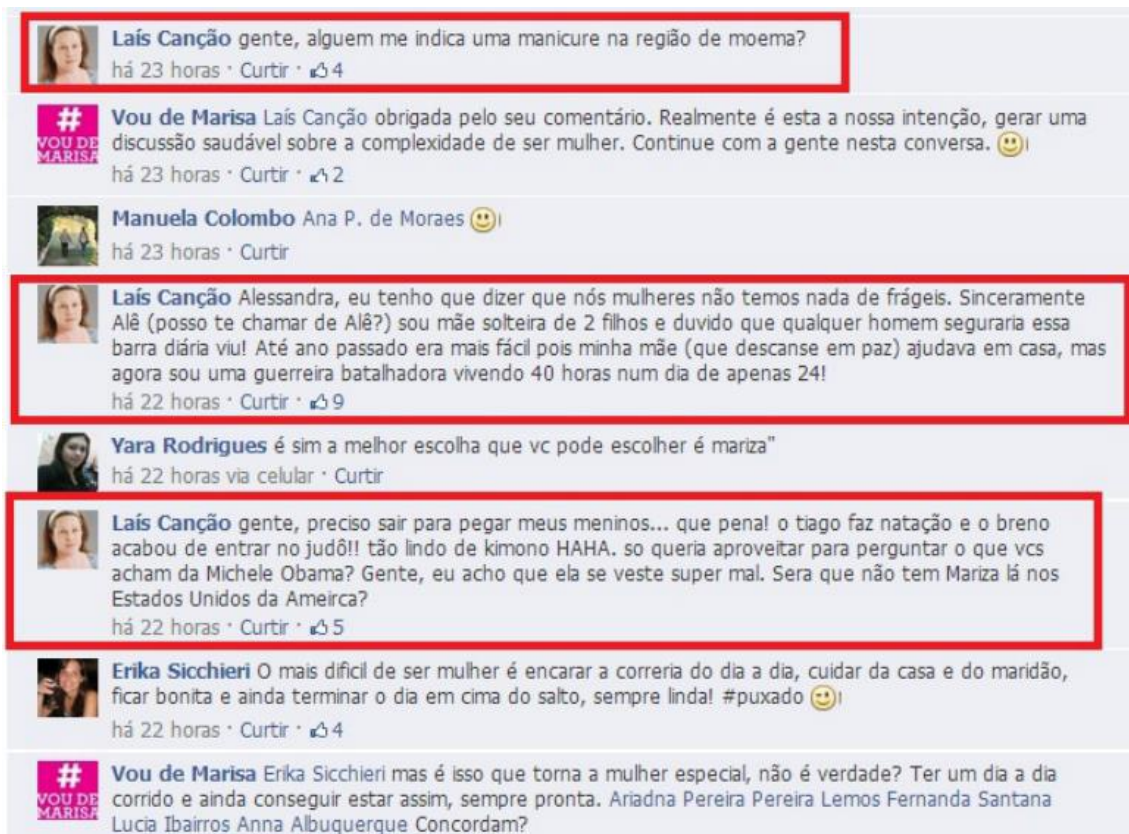 Laís Canção gente, alguem me indica uma manicure na região de moema?
há 23 horas · Curtir · 4
# VOU DE MARISA
Vou de Marisa Laís Canção obrigada pelo seu comentário. Realmente é esta a nossa intenção, gerar uma
discussão saudável sobre a complexidade de ser mulher. Continue com a gente nesta conversa.
há 23 horas · Curtir · 2
Manuela Colombo Ana P. de Moraes
há 23 horas · Curtir
Laís Canção Alessandra, eu tenho que dizer que nós mulheres não temos nada de frágeis. Sinceramente
Alê (posso te chamar de Alê?) sou mãe solteira de 2 filhos e duvido que qualquer homem seguraria essa
barra diária viu! Até ano passado era mais fácil pois minha mãe (que descanse em paz) ajudava em casa, mas
agora sou uma guerreira batalhadora vivendo 40 horas num dia de apenas 24!
há 22 horas · Curtir · 9
Yara Rodrigues é sim a melhor escolha que vc pode escolher é mariza"
há 22 horas via celular · Curtir
Laís Canção gente, preciso sair para pegar meus meninos... que pena! o tiago faz natação e o breno
acabou de entrar no judô!! tão lindo de kimono HAHA. so queria aproveitar para perguntar o que vcs
acham da Michele Obama? Gente, eu acho que ela se veste super mal. Sera que não tem Mariza lá nos
Estados Unidos da Ameirca?
há 22 horas · Curtir · 5
Erika Sicchieri O mais dificil de ser mulher é encarar a correria do dia a dia, cuidar da casa e do maridão,
ficar bonita e ainda terminar o dia em cima do salto, sempre linda! #puxado
há 22 horas · Curtir · 4
# VOU DE MARISA
Vou de Marisa Erika Sicchieri mas é isso que torna a mulher especial, não é verdade? Ter um dia a dia
corrido e ainda conseguir estar assim, sempre pronta. Ariadna Pereira Pereira Lemos Fernanda Santana
Lucia Ibairros Anna Albuquerque Concordam?